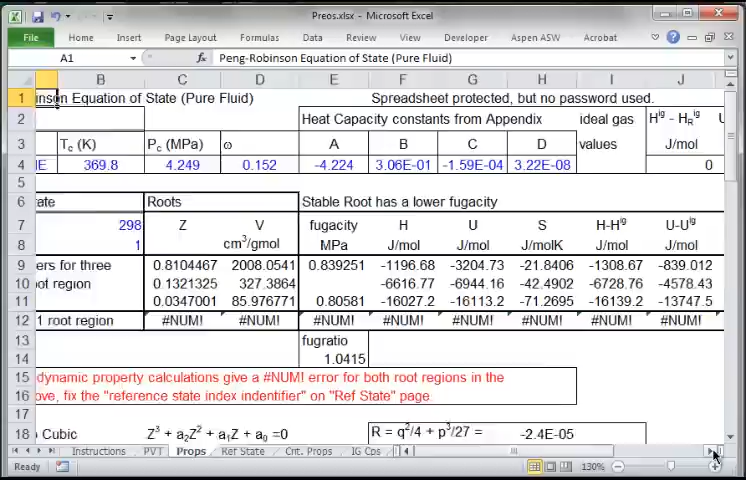 Preos.xlsx - Microsoft Excel
File Home Insert Page Layout Formulas Data Review View Developer Aspen ASW Acrobat
A1 fx Peng-Robinson Equation of State (Pure Fluid)
B C D E F G H I J
1 inson Equation of State (Pure Fluid) Spreadsheet protected, but no password used.
2 Heat Capacity constants from Appendix ideal gas H^ig - H_R^ig U
3 T_c (K) P_c (MPa) ω A B C D values J/mol
4 NE 369.8 4.249 0.152 -4.224 3.06E-01 -1.59E-04 3.22E-08 0
5
6 tate Roots Stable Root has a lower fugacity
7 298 Z V fugacity H U S H-H^ig U-U^ig
8 1 cm^3/gmol MPa J/mol J/mol J/molK J/mol J/mol
9 ers for three 0.8104467 2008.0541 0.839251 -1196.68 -3204.73 -21.8406 -1308.67 -839.012
10 oot region 0.1321325 327.3864 -6616.77 -6944.16 -42.4902 -6728.76 -4578.43
11 0.0347001 85.976771 0.80581 -16027.2 -16113.2 -71.2695 -16139.2 -13747.5
12 1 root region #NUM! #NUM! #NUM! #NUM! #NUM! #NUM! #NUM! #NUM!
13 fugratio
14 1.0415
15 dynamic property calculations give a #NUM! error for both root regions in the
16 ove, fix the "reference state index indentifier" on "Ref State" page
17
18 o Cubic Z^3 + a_2Z^2 + a_1Z + a_0 =0 R = q^2/4 + p^3/27 = -2.4E-05
Instructions PVT Props Ref State Cnt. Props IG Cps
Ready 130%